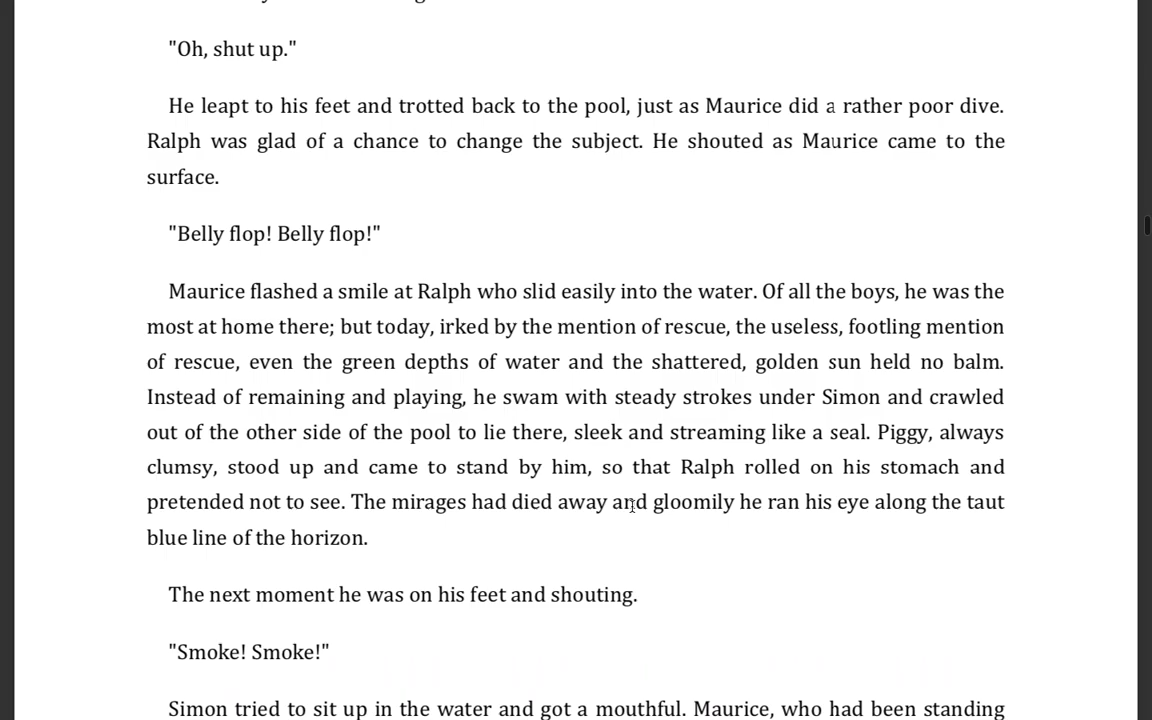 "Oh, shut up."
He leapt to his feet and trotted back to the pool, just as Maurice did a rather poor dive.
Ralph was glad of a chance to change the subject. He shouted as Maurice came to the
surface.
"Belly flop! Belly flop!"
Maurice flashed a smile at Ralph who slid easily into the water. Of all the boys, he was the
most at home there; but today, irked by the mention of rescue, the useless, footling mention
of rescue, even the green depths of water and the shattered, golden sun held no balm.
Instead of remaining and playing, he swam with steady strokes under Simon and crawled
out of the other side of the pool to lie there, sleek and streaming like a seal. Piggy, always
clumsy, stood up and came to stand by him, so that Ralph rolled on his stomach and
pretended not to see. The mirages had died away and gloomily he ran his eye along the taut
blue line of the horizon.
The next moment he was on his feet and shouting.
"Smoke! Smoke!"
Simon tried to sit up in the water and got a mouthful. Maurice, who had been standing